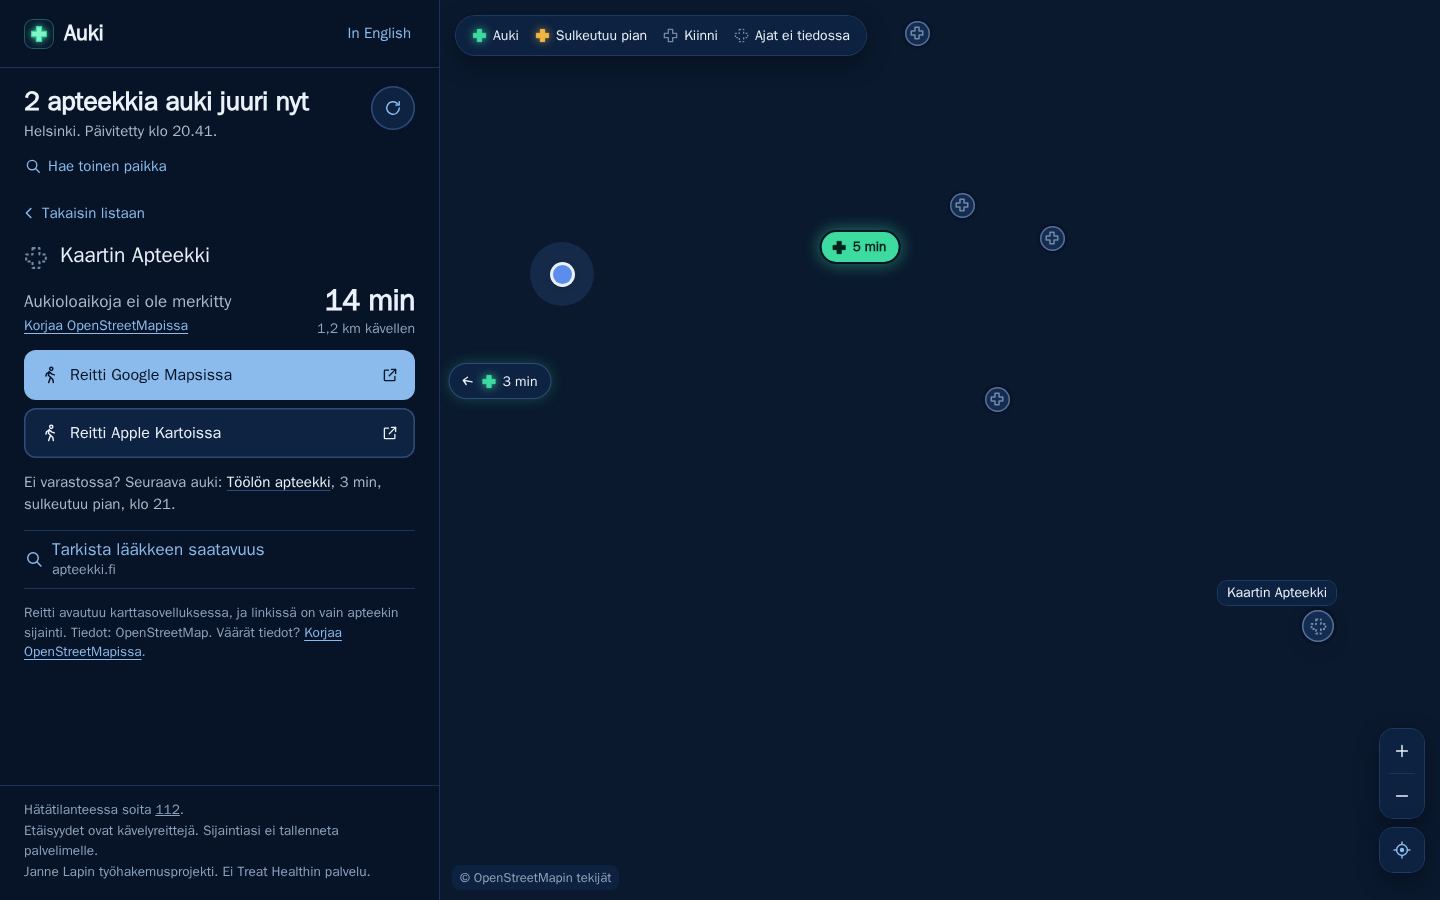 Auki
In English
2 apteekkia auki juuri nyt
Helsinki. Päivitetty klo 20.41.
Hae toinen paikka
Takaisin listaan
Kaartin Apteekki
Aukioloaikoja ei ole merkitty
Korjaa OpenStreetMapissa
14 min
1,2 km kävellen
Reitti Google Mapsissa
Reitti Apple Kartoissa
Ei varastossa? Seuraava auki: Töölön apteekki, 3 min,
sulkeutuu pian, klo 21.
Tarkista lääkkeen saatavuus
apteekki.fi
Reitti avautuu karttasovelluksessa, ja linkissä on vain apteekin
sijainti. Tiedot: OpenStreetMap. Väärät tiedot? Korjaa
OpenStreetMapissa.
Hätätilanteessa soita 112.
Etäisyydet ovat kävelyreittejä. Sijaintiasi ei tallenneta
palvelimelle.
Janne Lapin työhakemusprojekti. Ei Treat Healthin palvelu.
Auki Sulkeutuu pian Kiinni Ajat ei tiedossa
5 min
3 min
Kaartin Apteekki
© OpenStreetMapin tekijät